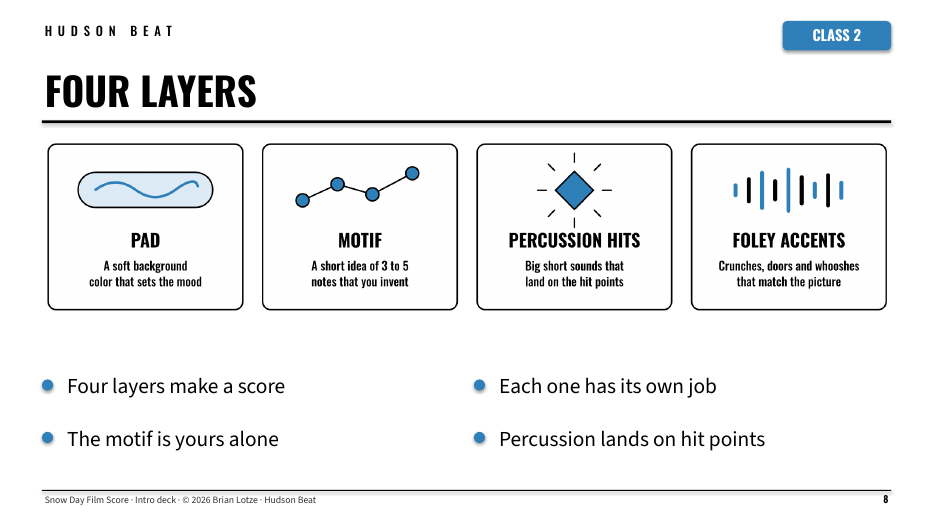 HUDSON BEAT
CLASS 2
FOUR LAYERS
PAD
A soft background
color that sets the mood
MOTIF
A short idea of 3 to 5
notes that you invent
PERCUSSION HITS
Big short sounds that
land on the hit points
FOLEY ACCENTS
Crunches, doors and whooshes
that match the picture
Four layers make a score
The motif is yours alone
Each one has its own job
Percussion lands on hit points
Snow Day Film Score · Intro deck · © 2026 Brian Lotze · Hudson Beat
8